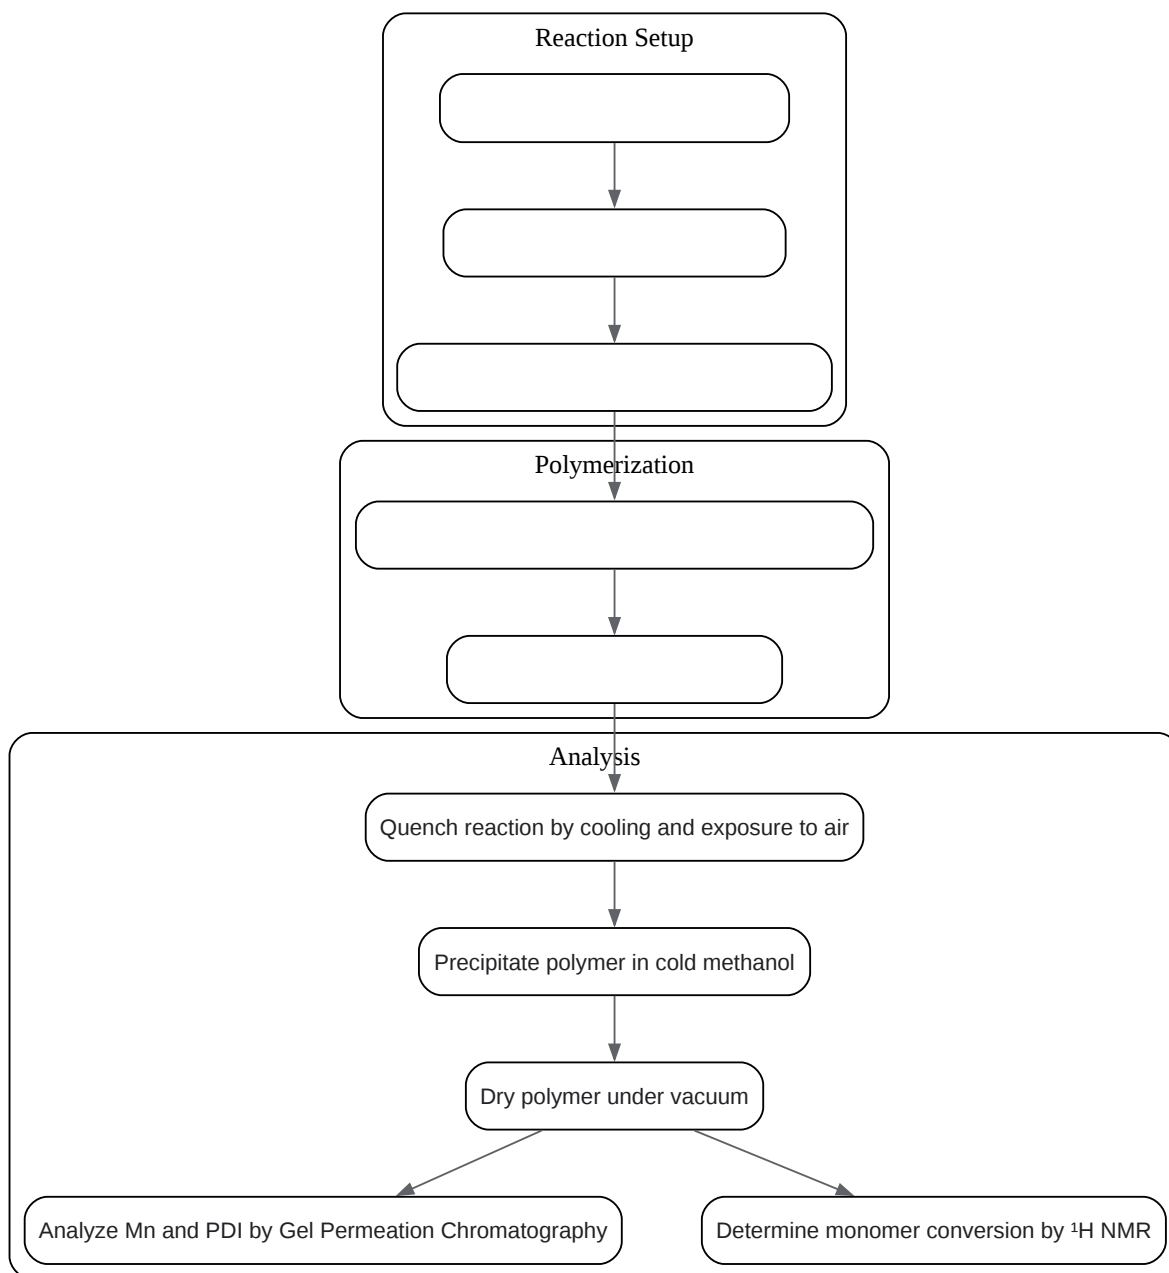 Reaction Setup
Polymerization
Analysis
Quench reaction by cooling and exposure to air
Precipitate polymer in cold methanol
Dry polymer under vacuum
Analyze Mn and PDI by Gel Permeation Chromatography
Determine monomer conversion by ¹H NMR